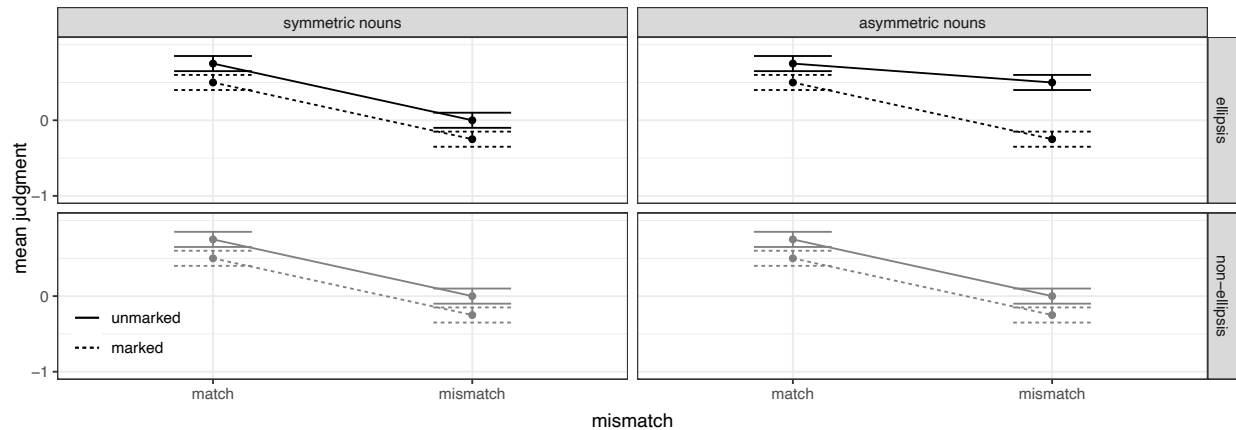 symmetric nouns
asymmetric nouns
mean judgment
0
−1
ellipsis
0
−1
unmarked
marked
non-ellipsis
match
mismatch
match
mismatch
mismatch